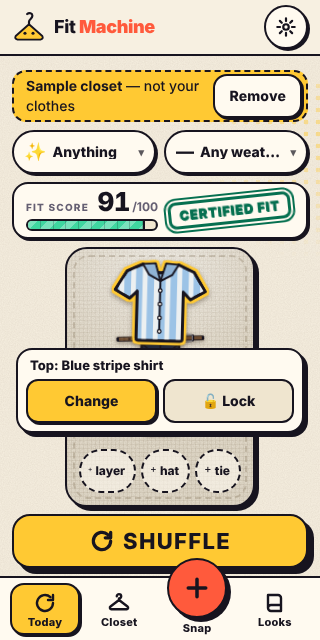 Fit Machine
Sample closet — not your
clothes
Remove
Anything
— Any weat...
FIT SCORE 91 /100
CERTIFIED FIT
Top: Blue stripe shirt
Change
Lock
+ layer
+ hat
+ tie
SHUFFLE
Today
Closet
Snap
Looks